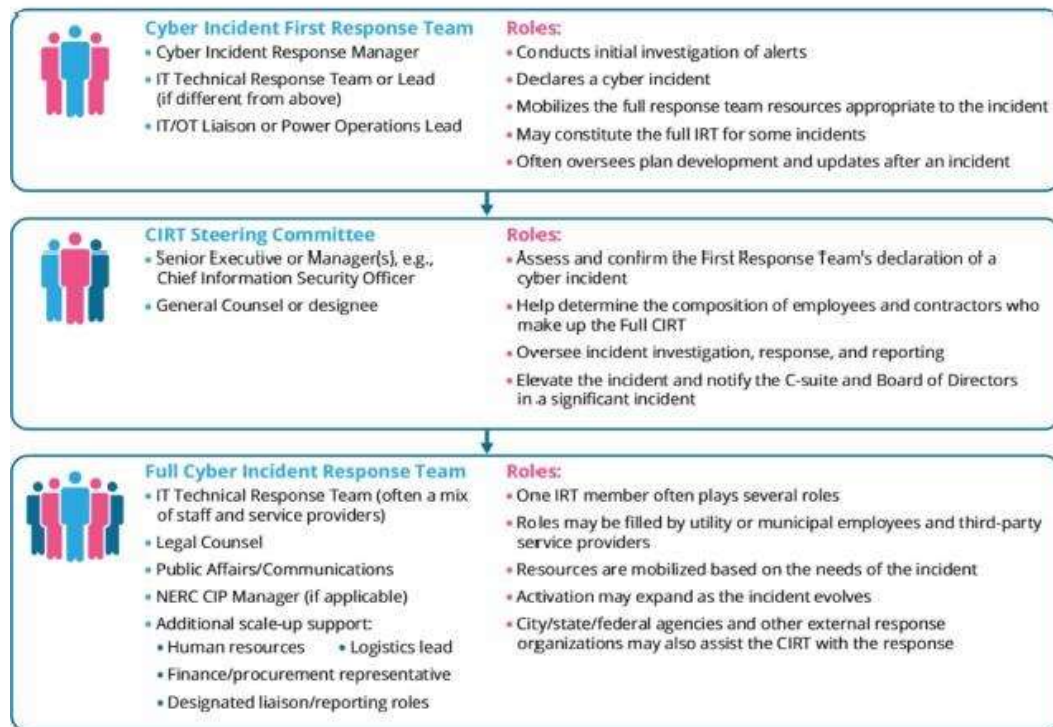 Cyber Incident First Response Team
• Cyber Incident Response Manager
• IT Technical Response Team or Lead
(if different from above)
• IT/OT Liaison or Power Operations Lead
Roles:
• Conducts initial investigation of alerts
• Declares a cyber incident
• Mobilizes the full response team resources appropriate to the incident
• May constitute the full IRT for some incidents
• Often oversees plan development and updates after an incident
CIRT Steering Committee
• Senior Executive or Manager(s), e.g.,
Chief Information Security Officer
• General Counsel or designee
Roles:
• Assess and confirm the First Response Team's declaration of a
cyber incident
• Help determine the composition of employees and contractors who
make up the Full CIRT
• Oversee incident investigation, response, and reporting
• Elevate the incident and notify the C-suite and Board of Directors
in a significant incident
Full Cyber Incident Response Team
• IT Technical Response Team (often a mix
of staff and service providers)
• Legal Counsel
• Public Affairs/Communications
• NERC CIP Manager (if applicable)
• Additional scale-up support:
• Human resources • Logistics lead
• Finance/procurement representative
• Designated liaison/reporting roles
Roles:
• One IRT member often plays several roles
• Roles may be filled by utility or municipal employees and third-party
service providers
• Resources are mobilized based on the needs of the incident
• Activation may expand as the incident evolves
• City/state/federal agencies and other external response
organizations may also assist the CIRT with the response